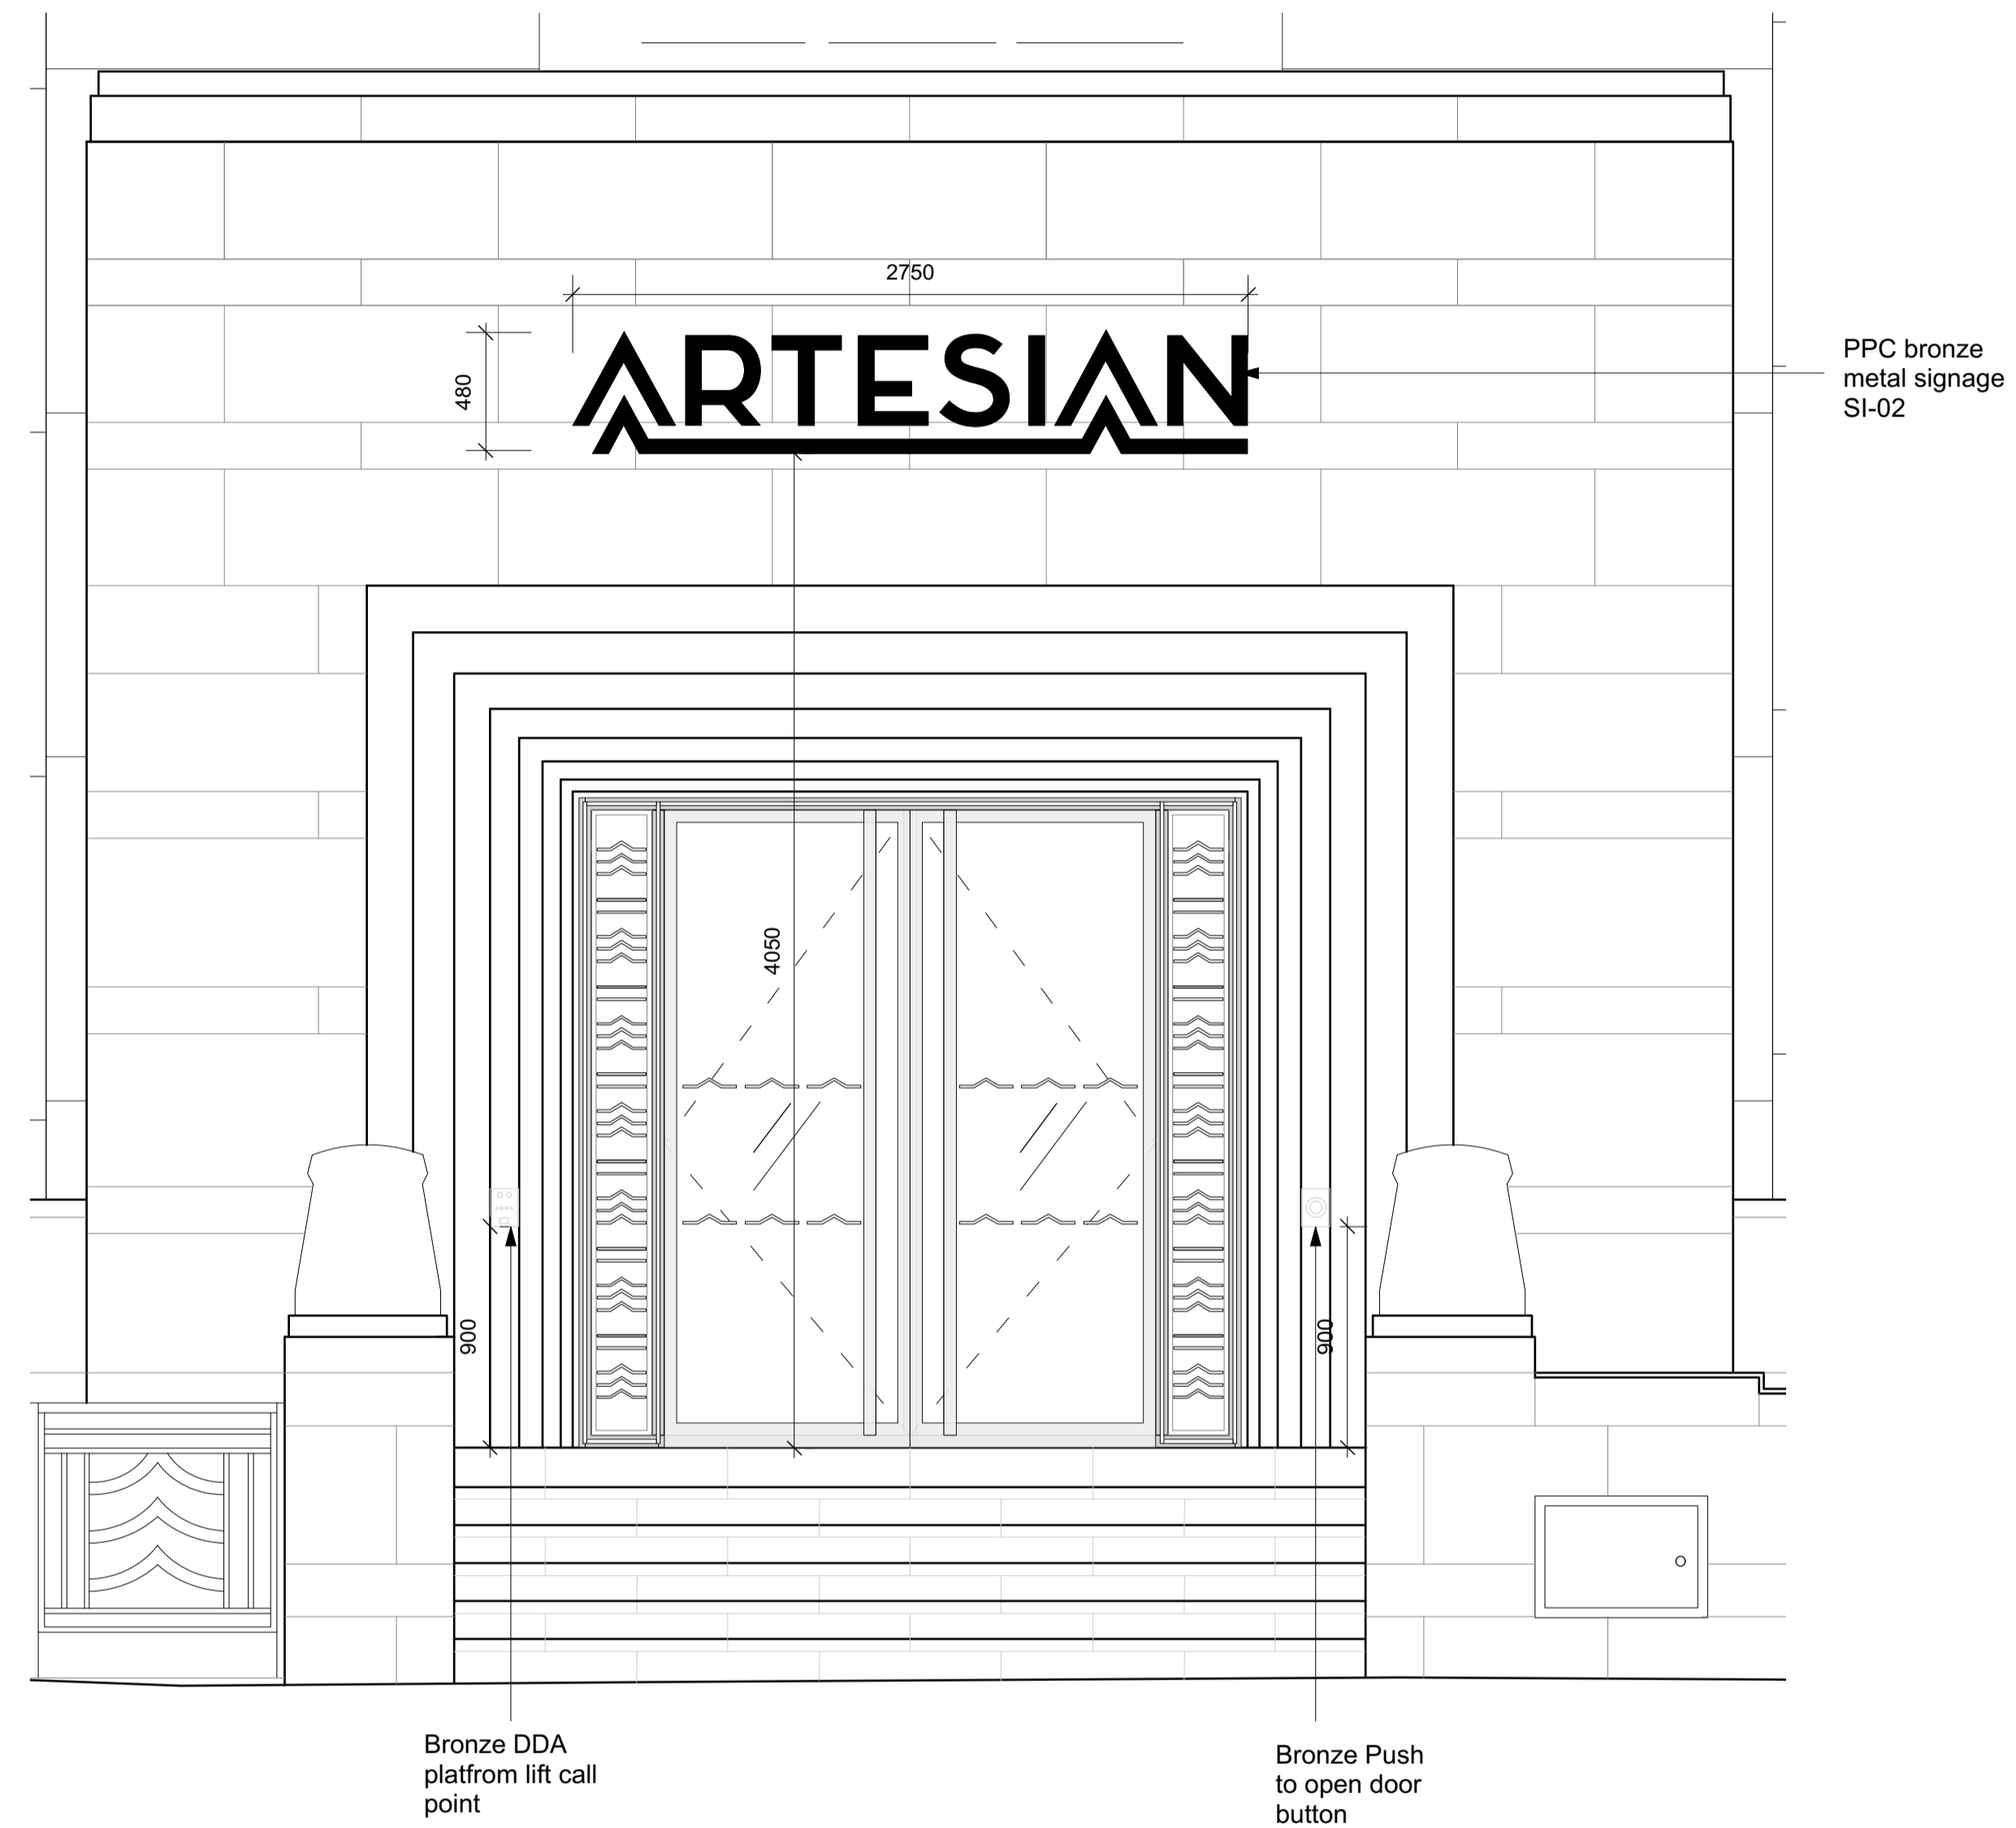 2750
480
ARTESIAN
PPC bronze
metal signage
SI-02
4050
900
900
Bronze DDA
platfrom lift call
point
Bronze Push
to open door
button